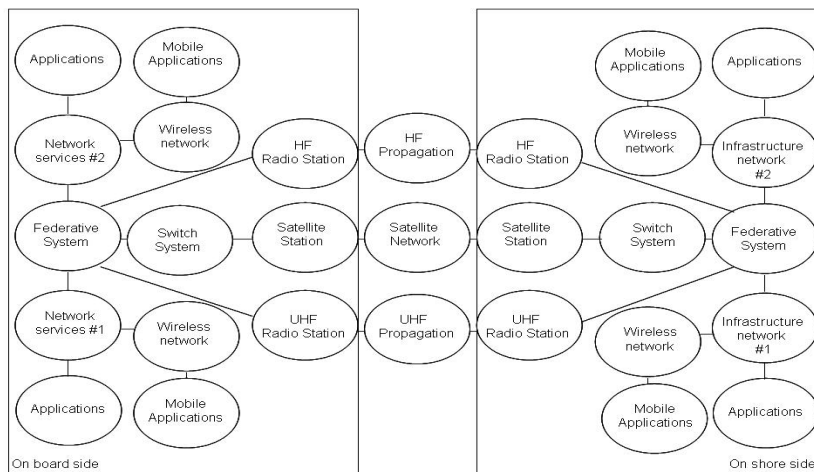 Applications
Mobile
Applications
Network
services #2
Wireless
network
HF
Radio Station
Federative
System
Switch
System
Satellite
Station
Network
services #1
Wireless
network
UHF
Radio Station
Applications
Mobile
Applications
On board side
HF
Propagation
Satellite
Network
UHF
Propagation
Mobile
Applications
Applications
HF
Radio Station
Wireless
network
Infrastructure
network
#2
Satellite
Station
Switch
System
Federative
System
UHF
Radio Station
Wireless
network
Infrastructure
network
#1
Mobile
Applications
Applications
On shore side